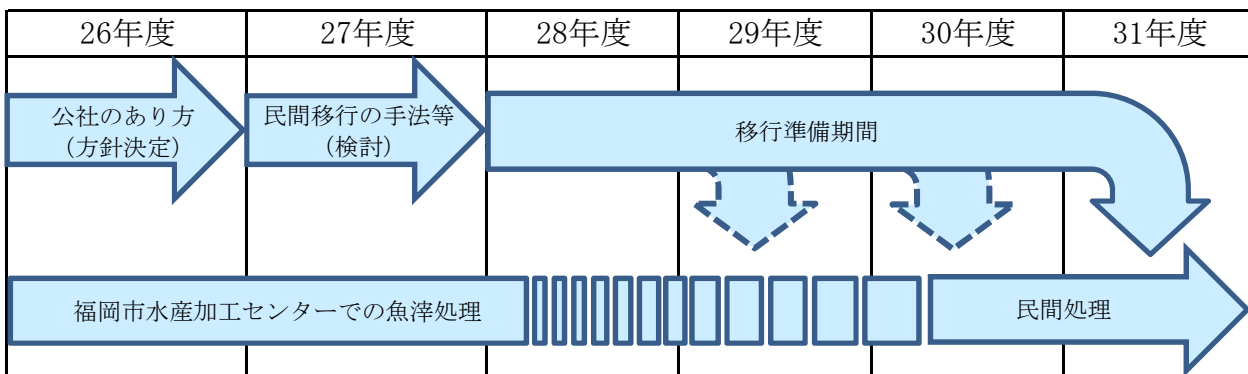 26年度 27年度 28年度 29年度 30年度 31年度
公社のあり方
(方針決定)
民間移行の手法等
(検討)
移行準備期間
福岡市水産加工センターでの魚滓処理
民間処理